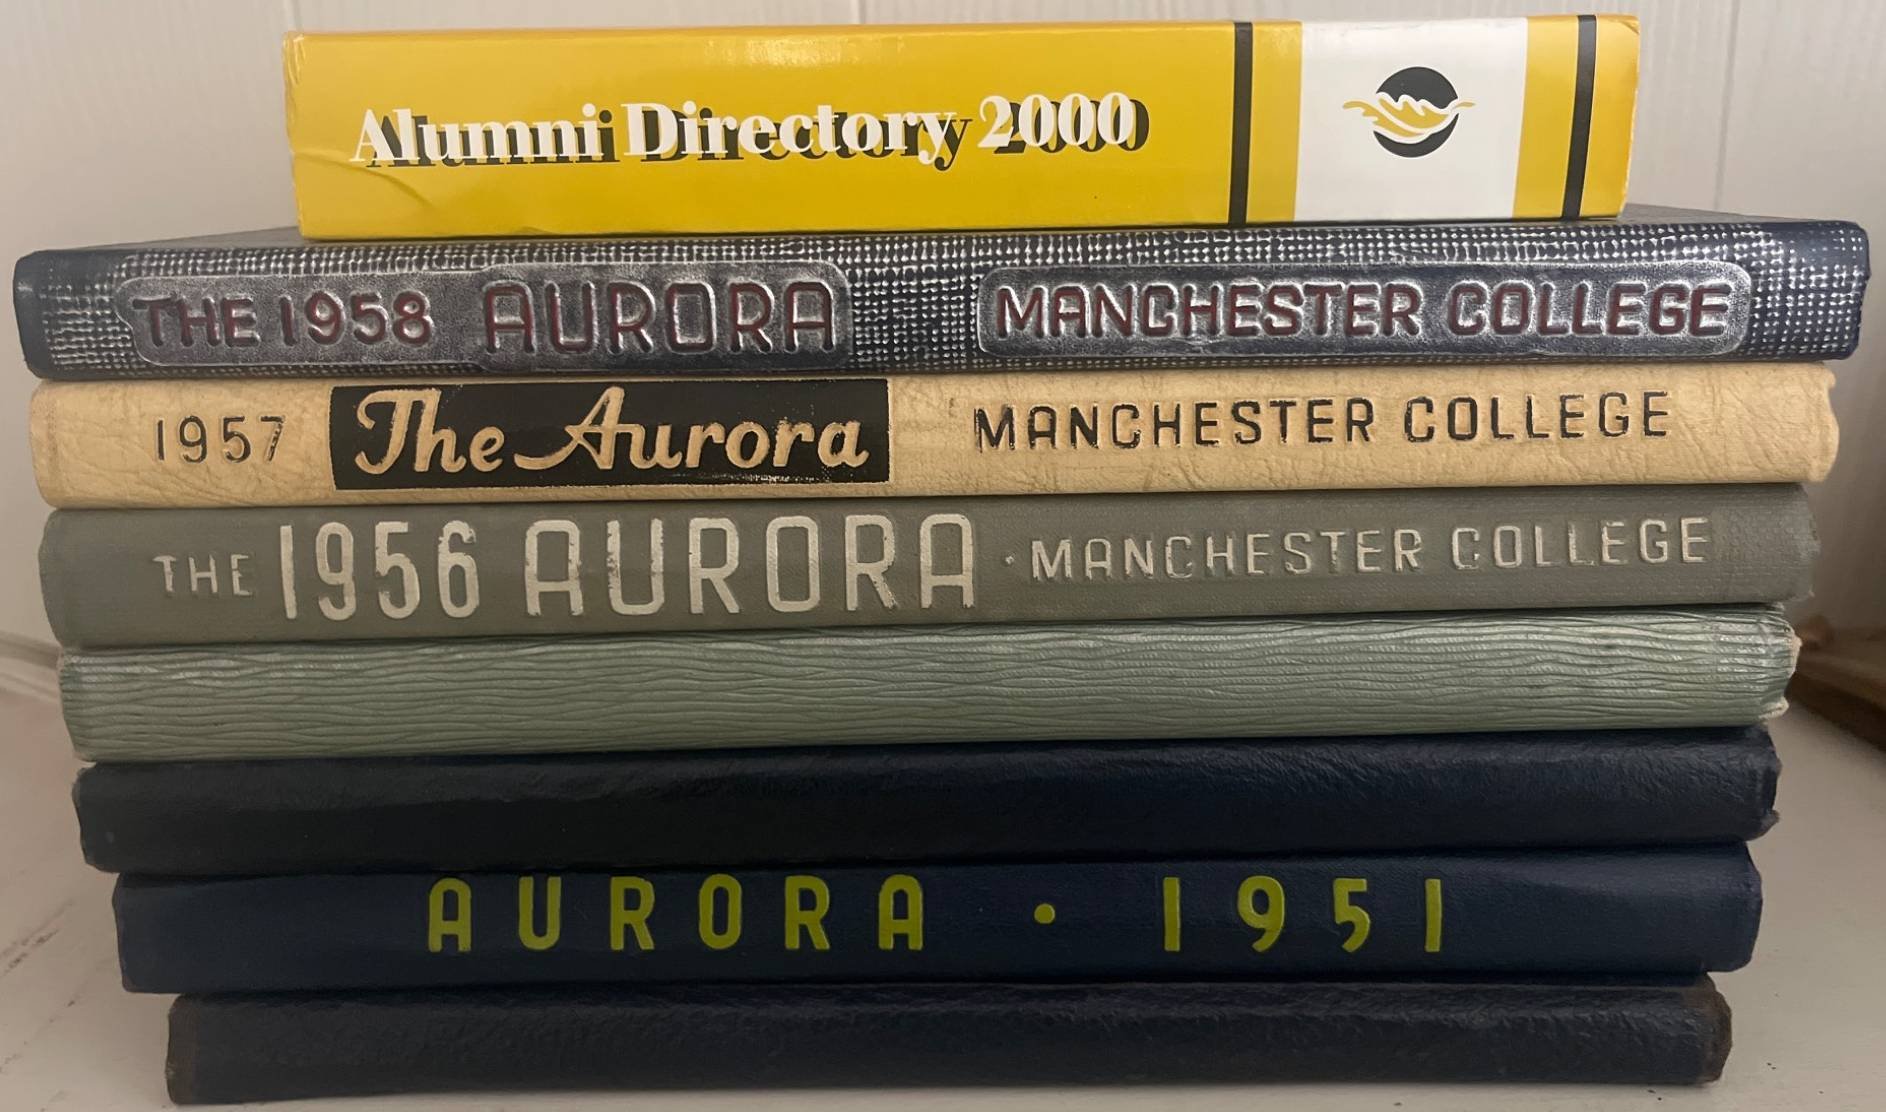 Alumni Directory 2000
THE 1958 AURORA MANCHESTER COLLEGE
1957 The Aurora MANCHESTER COLLEGE
THE 1956 AURORA · MANCHESTER COLLEGE
AURORA · 1951